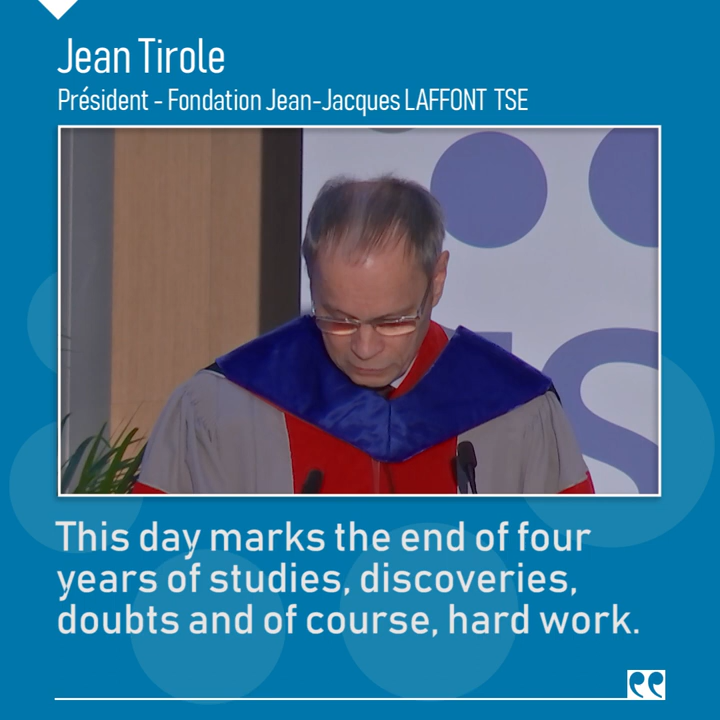 Jean Tirole
Président - Fondation Jean-Jacques LAFFONT TSE
This day marks the end of four
years of studies, discoveries,
doubts and of course, hard work.